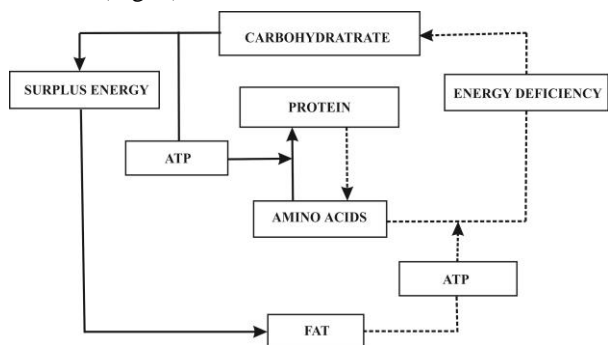 CARBOHYDRATRATE
SURPLUS ENERGY
ENERGY DEFICIENCY
PROTEIN
ATP
AMINO ACIDS
ATP
FAT